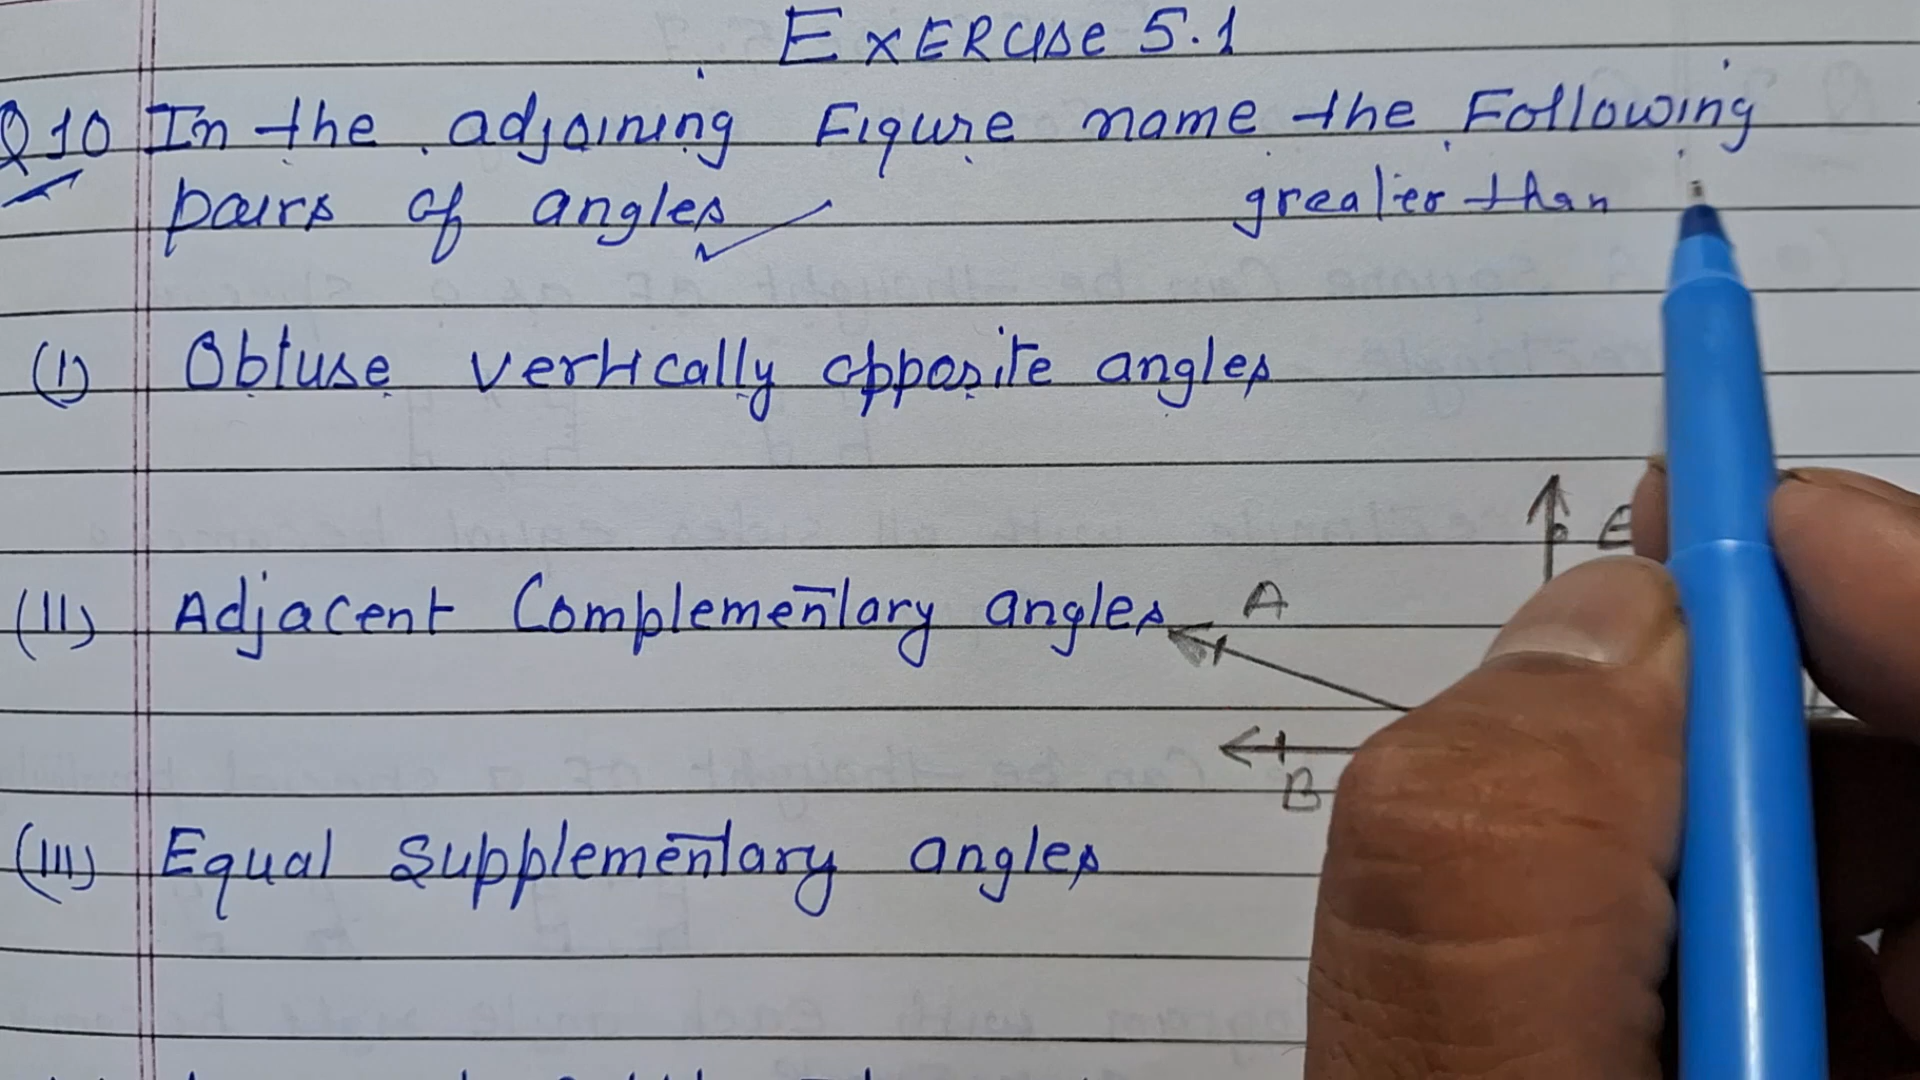 Exercise 5.1
Q10 In the adjoining Figure name the Following
pairs of angles
greater than
(I) Obtuse vertically opposite angles
E
(II) Adjacent Complementary angles
A
B
(III) Equal Supplementary angles